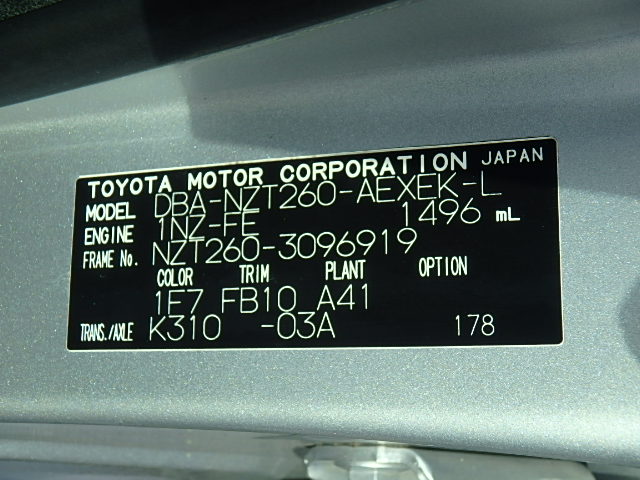 TOYOTA MOTOR CORPORATION JAPAN
MODEL DBA-NZT260-AEXEK-L
ENGINE 1NZ-FE 1496 mL
FRAME No. NZT260-3096919
COLOR TRIM PLANT OPTION
1E7 FB10 A41
TRANS./AXLE K310 -03A 178